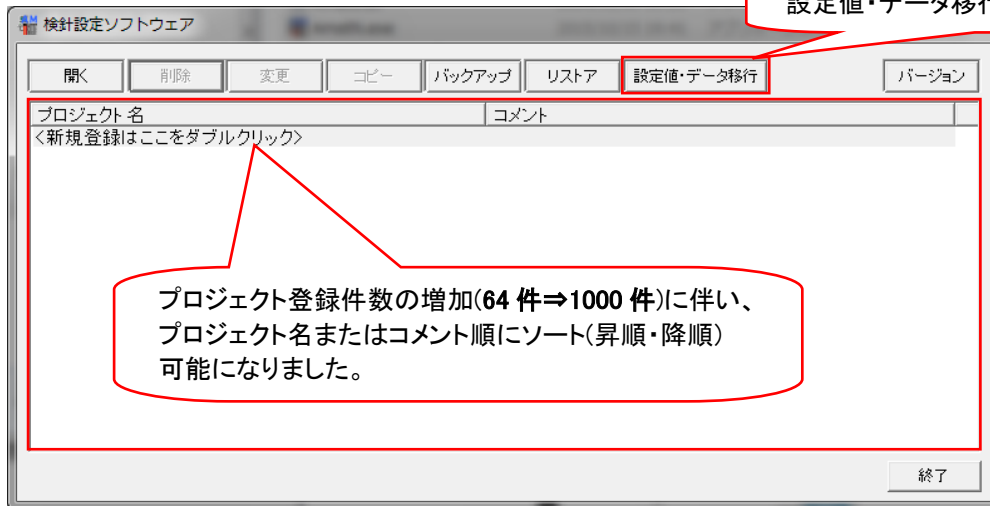 設定値・データ移行
検針設定ソフトウェア
開く 削除 変更 コピー バックアップ リストア 設定値・データ移行 バージョン
プロジェクト名 コメント
<新規登録はここをダブルクリック>
プロジェクト登録件数の増加(64 件⇒1000 件)に伴い、
プロジェクト名またはコメント順にソート(昇順・降順)
可能になりました。
終了